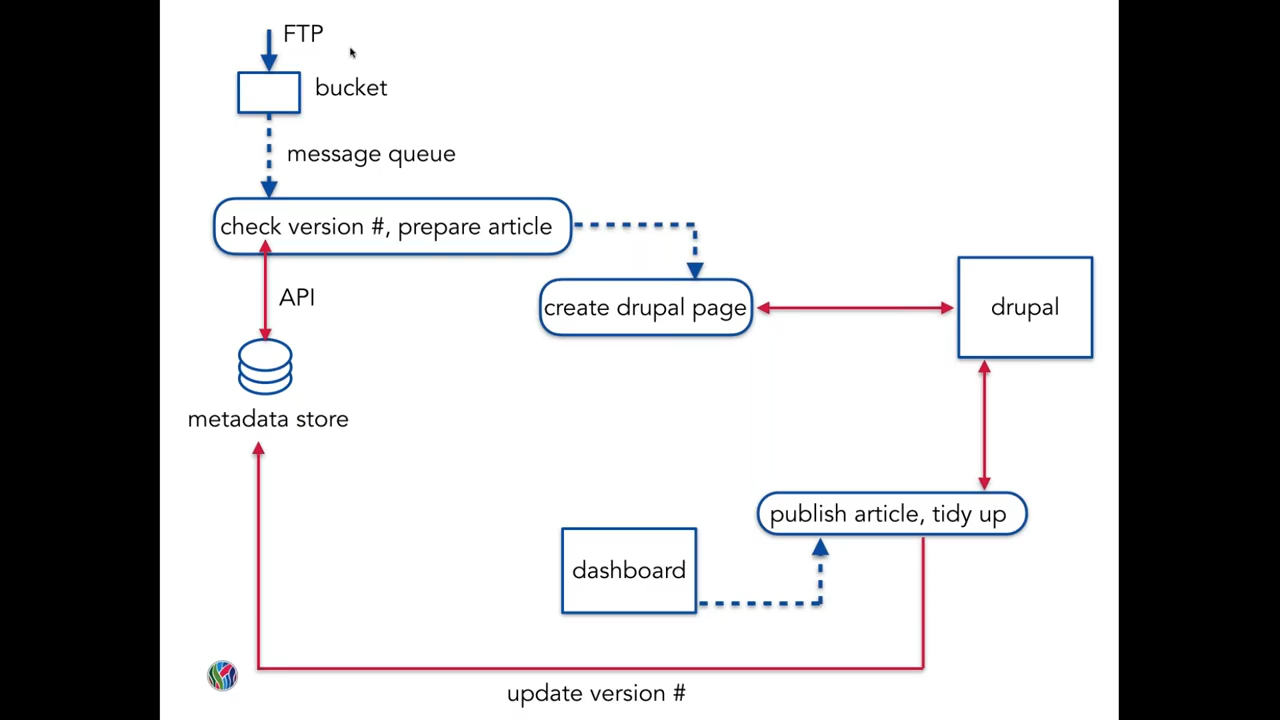 FTP
bucket
message queue
check version #, prepare article
API
create drupal page
drupal
metadata store
publish article, tidy up
dashboard
update version #